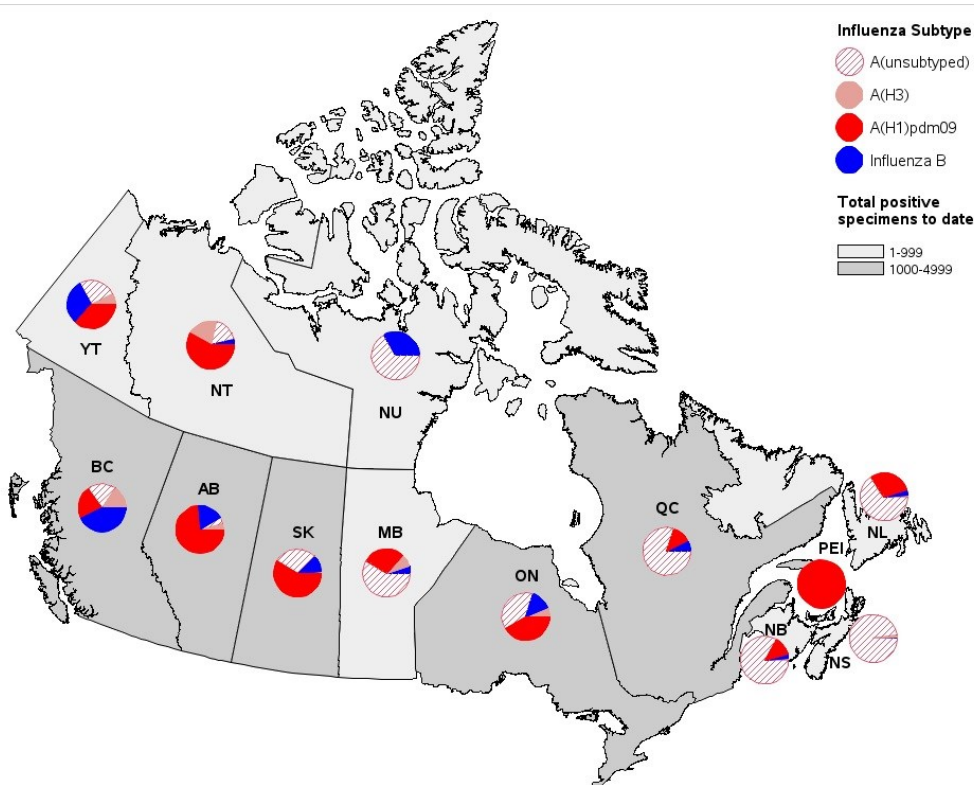 Influenza Subtype
A(unsubtyped)
A(H3)
A(H1)pdm09
Influenza B
Total positive
specimens to date
1-999
1000-4999
YT
NT
NU
BC
AB
SK
MB
ON
QC
NL
PEI
NB
NS